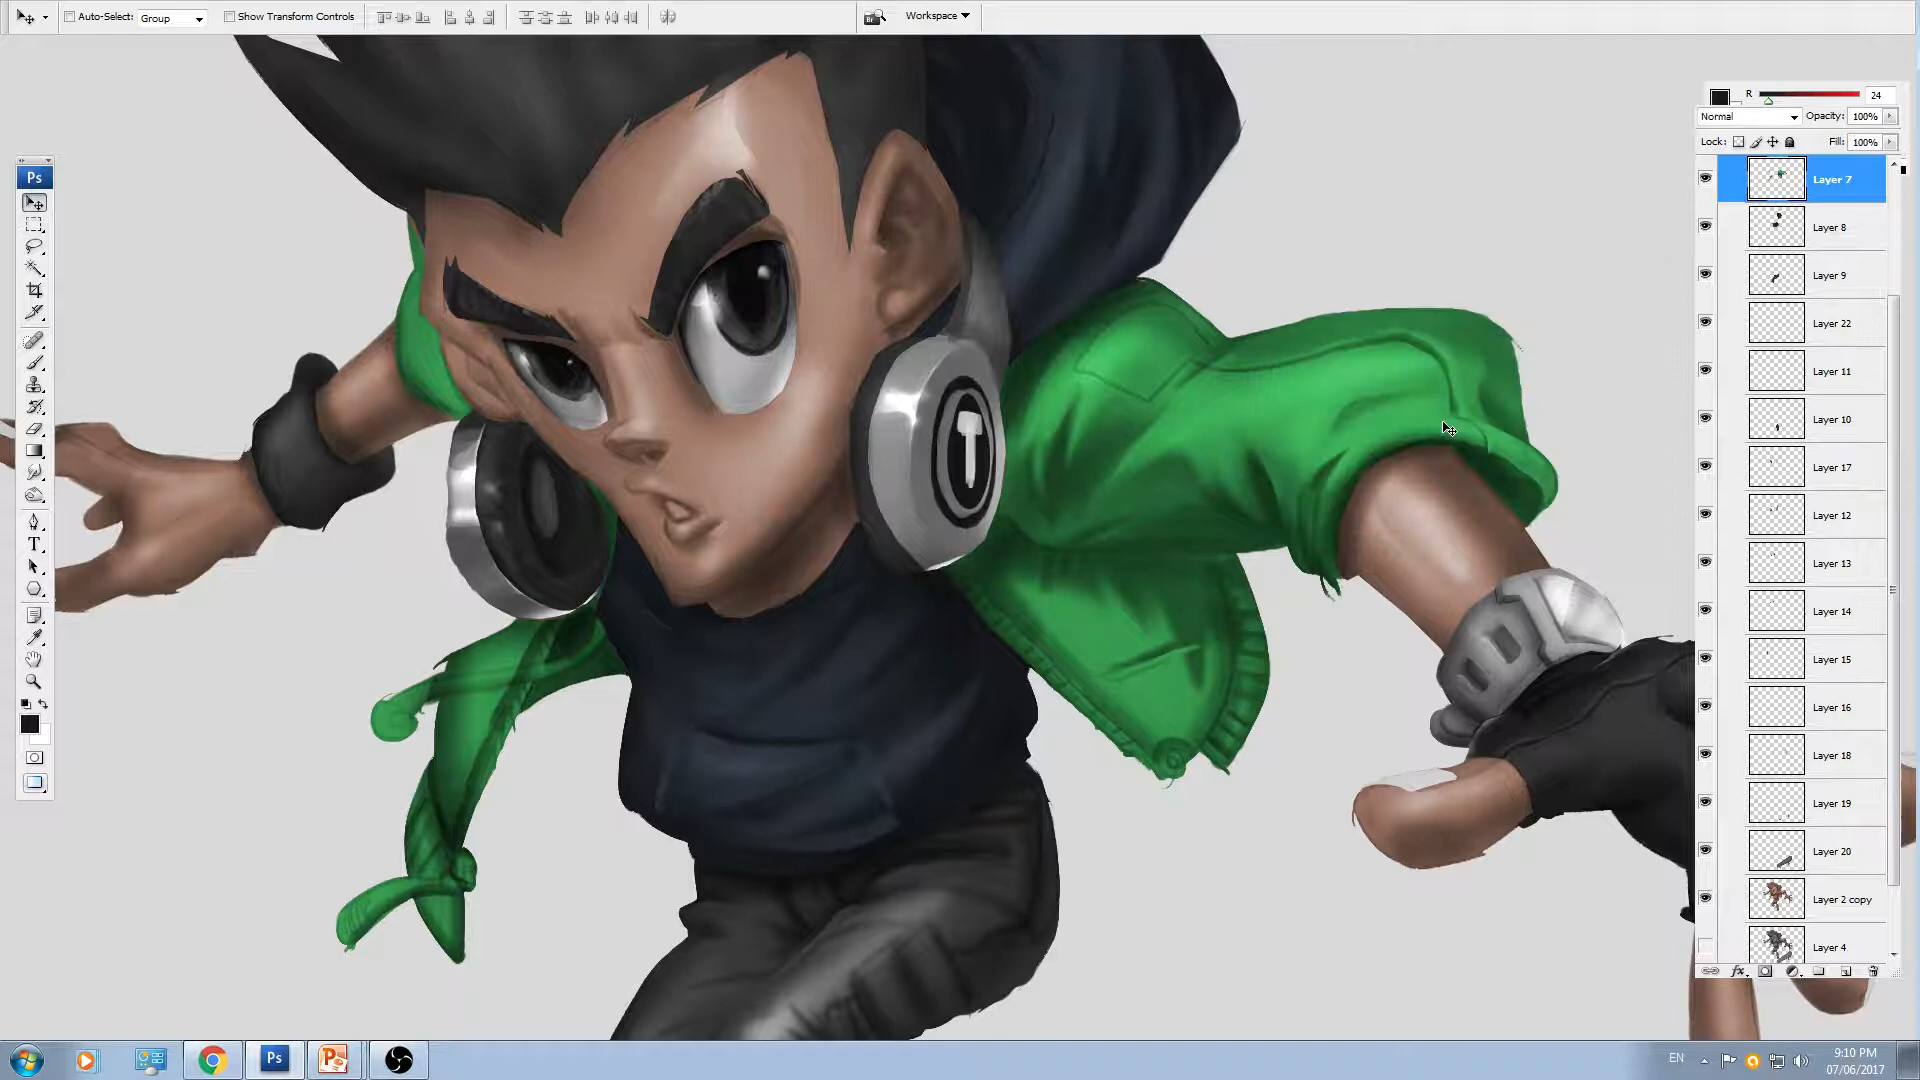 Auto-Select: Group Show Transform Controls Br Workspace
R 24
Normal Opacity: 100%
Lock: Fill: 100%
Ps
Layer 7
Layer 8
Layer 9
Layer 22
Layer 11
Layer 10
T
Layer 17
Layer 12
T
Layer 13
Layer 14
Layer 15
Layer 16
Layer 18
Layer 19
Layer 20
Layer 2 copy
Layer 4
fx
Ps P EN 9:10 PM
07/06/2017